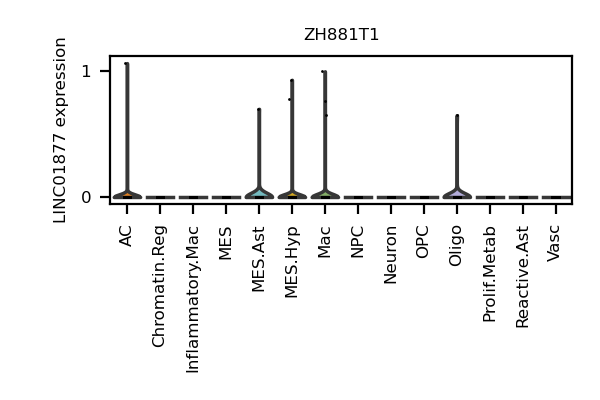 ZH881T1
LINC01877 expression
1
0
AC
Chromatin.Reg
Inflammatory.Mac
MES
MES.Ast
MES.Hyp
Mac
NPC
Neuron
OPC
Oligo
Prolif.Metab
Reactive.Ast
Vasc